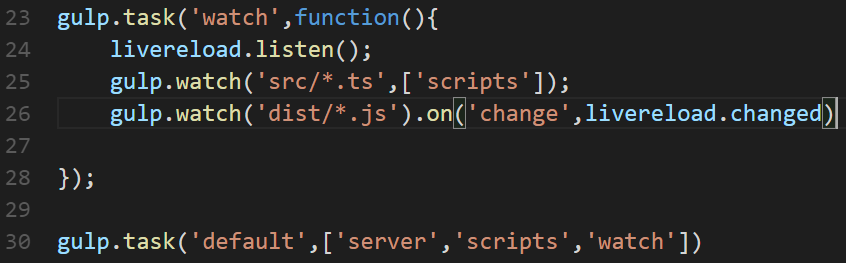 23 gulp.task('watch',function(){
24     livereload.listen();
25     gulp.watch('src/*.ts',['scripts']);
26     gulp.watch('dist/*.js').on('change',livereload.changed)
27
28 });
29
30 gulp.task('default',['server','scripts','watch'])